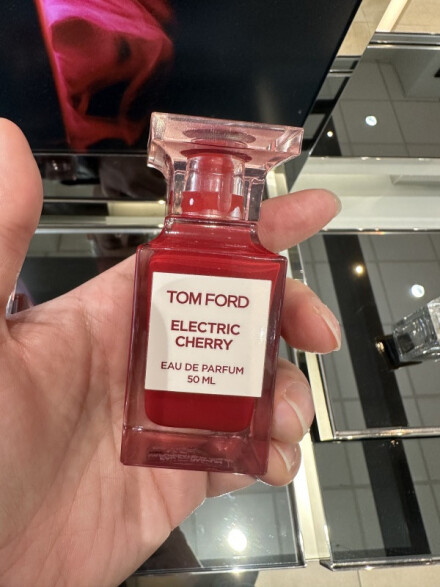 TOM FORD
ELECTRIC
CHERRY
EAU DE PARFUM
50 ML